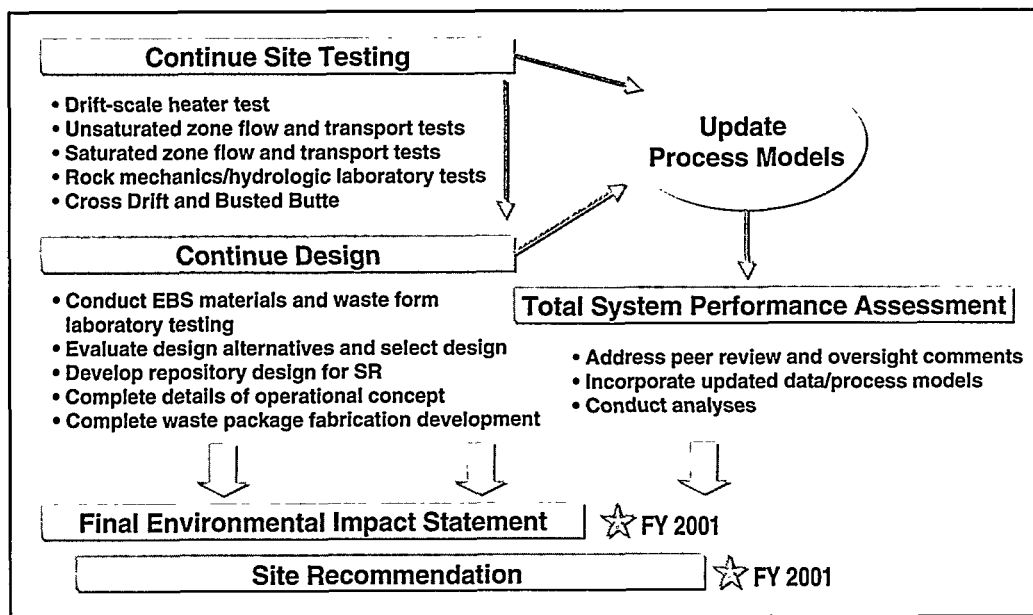 Continue Site Testing
• Drift-scale heater test
• Unsaturated zone flow and transport tests
• Saturated zone flow and transport tests
• Rock mechanics/hydrologic laboratory tests
• Cross Drift and Busted Butte
Update
Process Models
Continue Design
• Conduct EBS materials and waste form
laboratory testing
• Evaluate design alternatives and select design
• Develop repository design for SR
• Complete details of operational concept
• Complete waste package fabrication development
Total System Performance Assessment
• Address peer review and oversight comments
• Incorporate updated data/process models
• Conduct analyses
Final Environmental Impact Statement
FY 2001
Site Recommendation
FY 2001